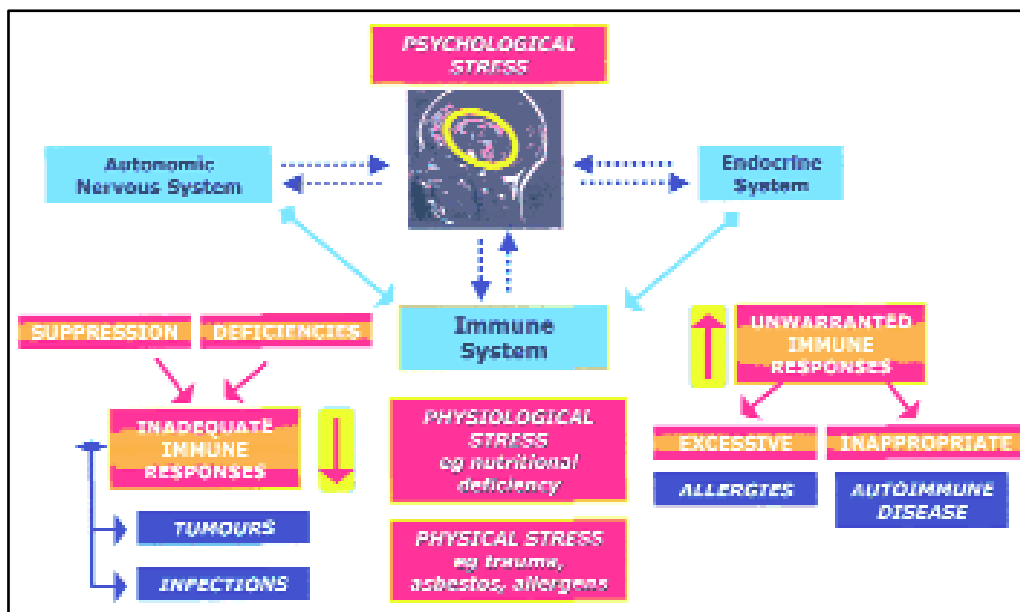 PSYCHOLOGICAL
STRESS
Autonomic
Nervous System
Endocrine
System
Immune
System
SUPPRESSION
DEFICIENCIES
INADEQUATE
IMMUNE
RESPONSES
TUMOURS
INFECTIONS
PHYSIOLOGICAL
STRESS
eg nutritional
deficiency
PHYSICAL STRESS
eg trauma,
asbestos, allergens
UNWARRANTED
IMMUNE
RESPONSES
EXCESSIVE
INAPPROPRIATE
ALLERGIES
AUTOIMMUNE
DISEASE